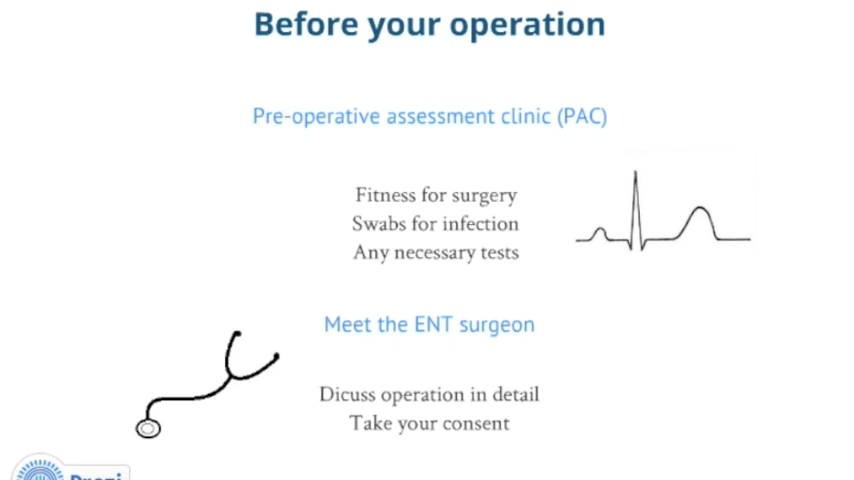 Before your operation
Pre-operative assessment clinic (PAC)
Fitness for surgery
Swabs for infection
Any necessary tests
Meet the ENT surgeon
Dicuss operation in detail
Take your consent
Prezi